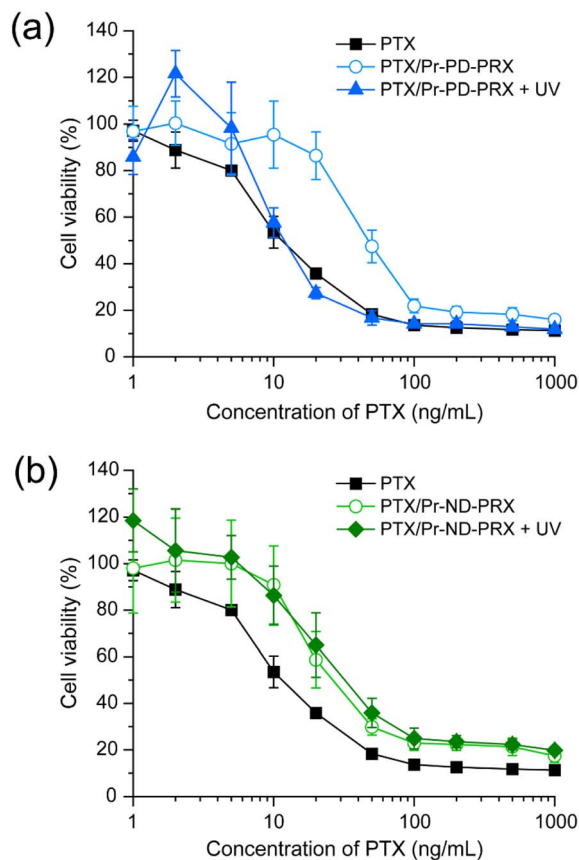 (a)
140
120
100
80
60
40
20
0
Cell viability (%)
PTX
PTX/Pr-PD-PRX
PTX/Pr-PD-PRX + UV
1 10 100 1000
Concentration of PTX (ng/mL)
(b)
140
120
100
80
60
40
20
0
Cell viability (%)
PTX
PTX/Pr-ND-PRX
PTX/Pr-ND-PRX + UV
1 10 100 1000
Concentration of PTX (ng/mL)